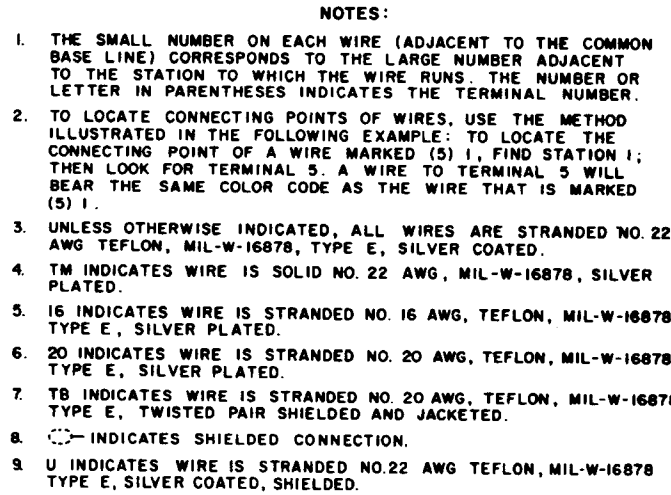 NOTES:
1. THE SMALL NUMBER ON EACH WIRE (ADJACENT TO THE COMMON
BASE LINE) CORRESPONDS TO THE LARGE NUMBER ADJACENT
TO THE STATION TO WHICH THE WIRE RUNS. THE NUMBER OR
LETTER IN PARENTHESES INDICATES THE TERMINAL NUMBER.
2. TO LOCATE CONNECTING POINTS OF WIRES, USE THE METHOD
ILLUSTRATED IN THE FOLLOWING EXAMPLE: TO LOCATE THE
CONNECTING POINT OF A WIRE MARKED (5) 1, FIND STATION 1;
THEN LOOK FOR TERMINAL 5. A WIRE TO TERMINAL 5 WILL
BEAR THE SAME COLOR CODE AS THE WIRE THAT IS MARKED
(5) 1.
3. UNLESS OTHERWISE INDICATED, ALL WIRES ARE STRANDED NO. 22
AWG TEFLON, MIL-W-16878, TYPE E, SILVER COATED.
4. TM INDICATES WIRE IS SOLID NO. 22 AWG, MIL-W-16878, SILVER
PLATED.
5. 16 INDICATES WIRE IS STRANDED NO. 16 AWG, TEFLON, MIL-W-16878
TYPE E, SILVER PLATED.
6. 20 INDICATES WIRE IS STRANDED NO. 20 AWG, TEFLON, MIL-W-16878
TYPE E, SILVER PLATED.
7. TB INDICATES WIRE IS STRANDED NO. 20 AWG, TEFLON, MIL-W-16878
TYPE E, TWISTED PAIR SHIELDED AND JACKETED.
8. INDICATES SHIELDED CONNECTION.
9. U INDICATES WIRE IS STRANDED NO.22 AWG TEFLON, MIL-W-16878
TYPE E, SILVER COATED, SHIELDED.